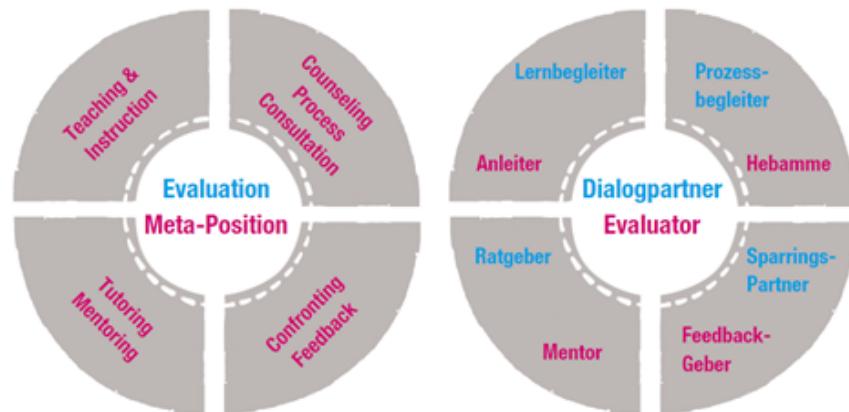 Teaching &
Instruction
Counseling
Process
Consultation
Evaluation
Meta-Position
Tutoring
Mentoring
Confronting
Feedback
Lernbegleiter
Anleiter
Prozess-
begleiter
Hebamme
Dialogpartner
Evaluator
Ratgeber
Mentor
Sparrings-
Partner
Feedback-
Geber